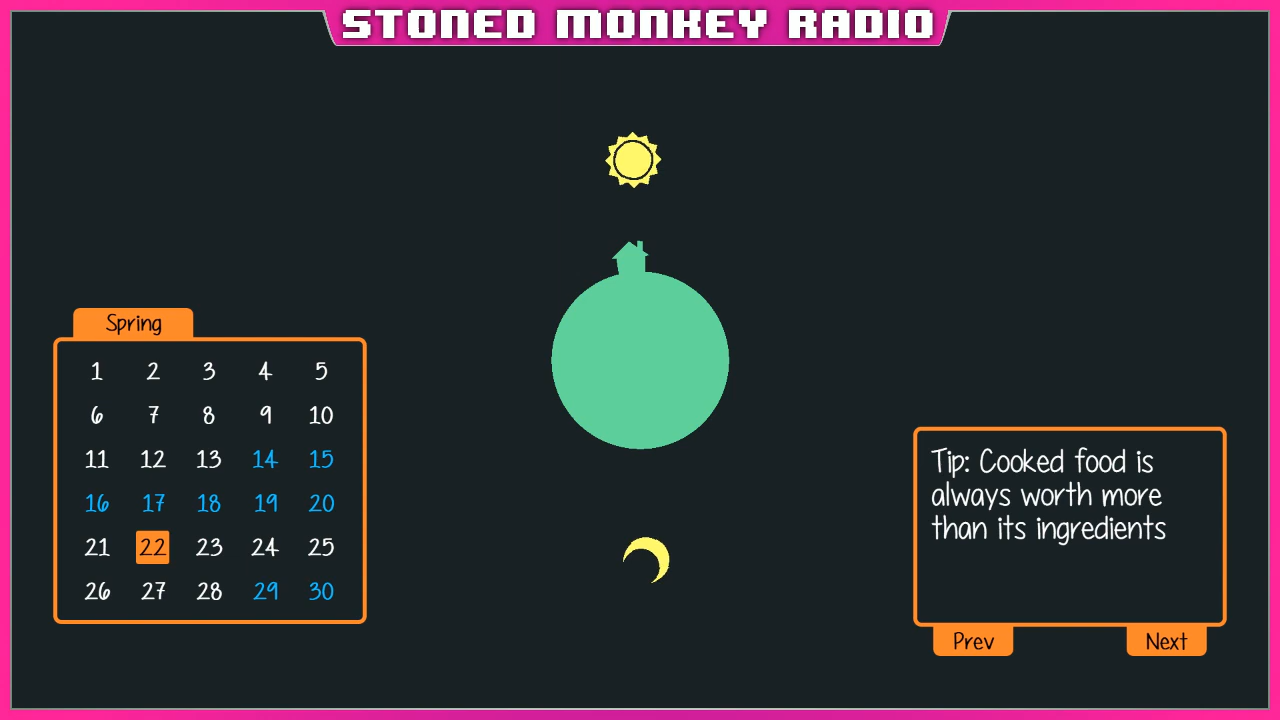 STONED MONKEY RADIO
Spring
1 2 3 4 5
6 7 8 9 10
11 12 13 14 15
16 17 18 19 20
21 22 23 24 25
26 27 28 29 30
Tip: Cooked food is
always worth more
than its ingredients
Prev Next